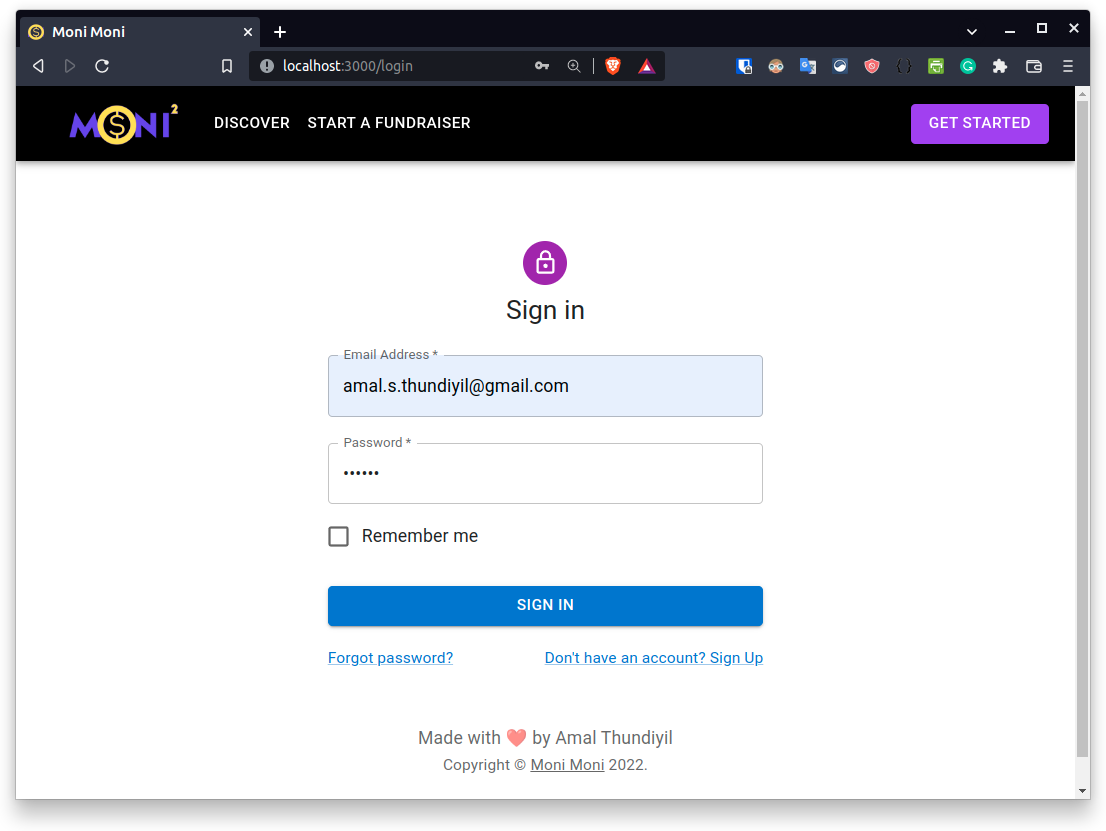 Moni Moni
localhost:3000/login
MONI2 DISCOVER START A FUNDRAISER GET STARTED
Sign in
Email Address *
amal.s.thundiyil@gmail.com
Password *
••••••
Remember me
SIGN IN
Forgot password? Don't have an account? Sign Up
Made with ❤️ by Amal Thundiyil
Copyright © Moni Moni 2022.